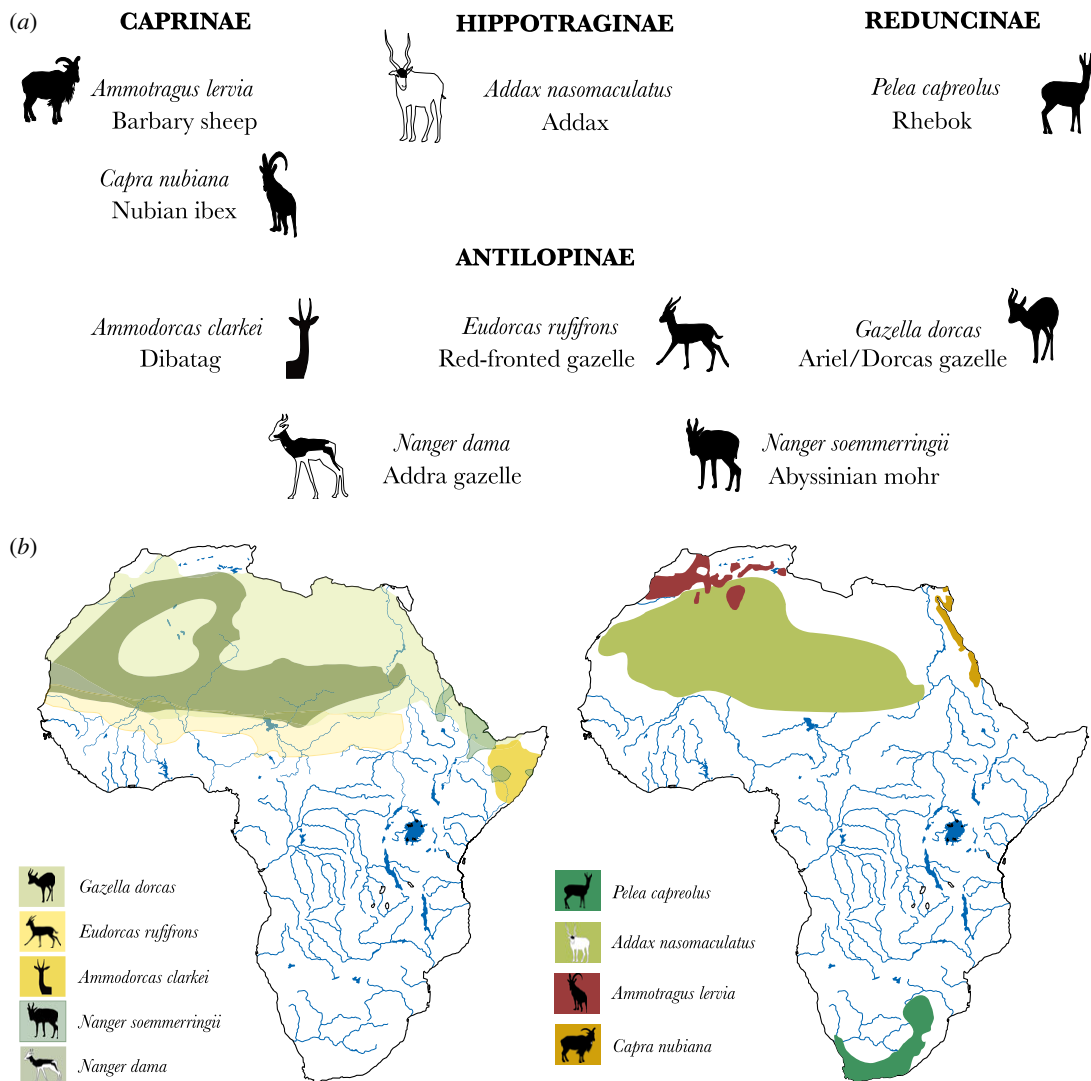 (a)
CAPRINAE
HIPPOTRAGINAE
REDUNCINAE
Ammotragus lervia
Barbary sheep
Addax nasomaculatus
Addax
Pelea capreolus
Rhebok
Capra nubiana
Nubian ibex
ANTILOPINAE
Ammodorcas clarkei
Dibatag
Eudorcas rufifrons
Red-fronted gazelle
Gazella dorcas
Ariel/Dorcas gazelle
Nanger dama
Addra gazelle
Nanger soemmerringii
Abyssinian mohr
(b)
Gazella dorcas
Eudorcas rufifrons
Ammodorcas clarkei
Nanger soemmerringii
Nanger dama
Pelea capreolus
Addax nasomaculatus
Ammotragus lervia
Capra nubiana